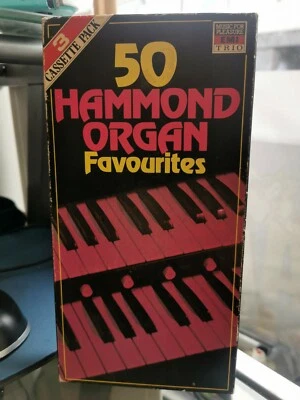 3
CASSETTE PACK
MUSIC FOR
PLEASURE
TRIO
50
HAMMOND
ORGAN
Favourites